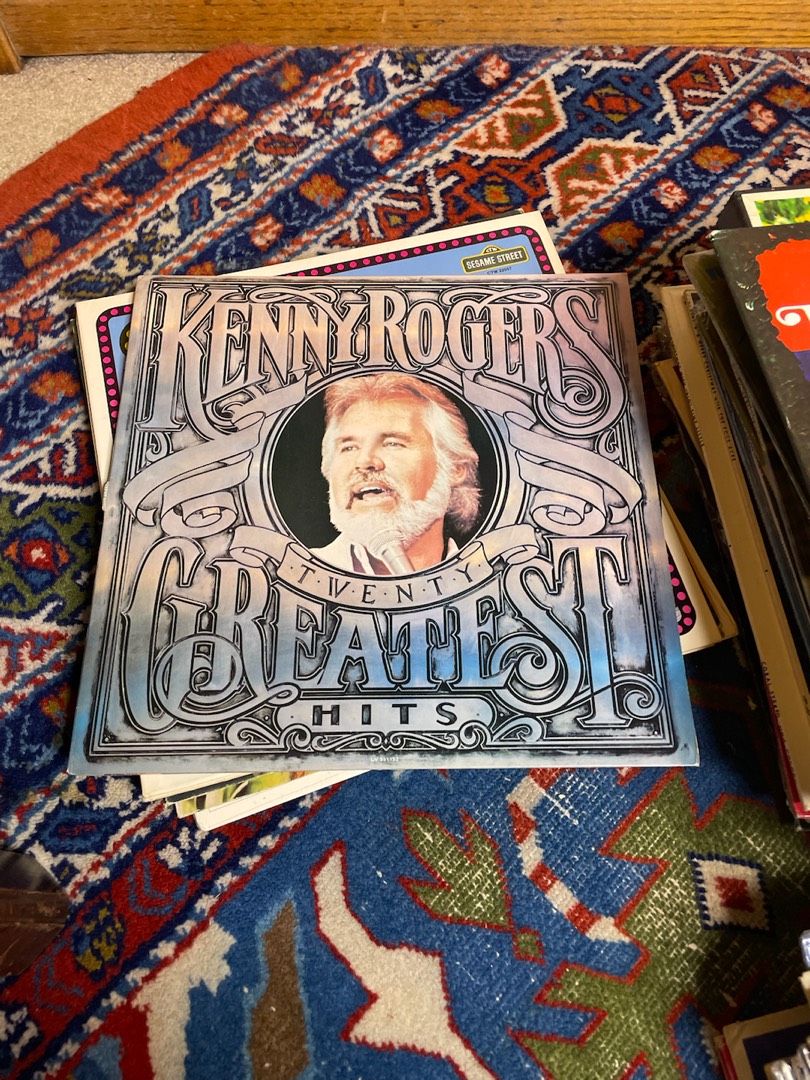 SESAME STREET
KENNY ROGERS
TWENTY
GREATEST
HITS